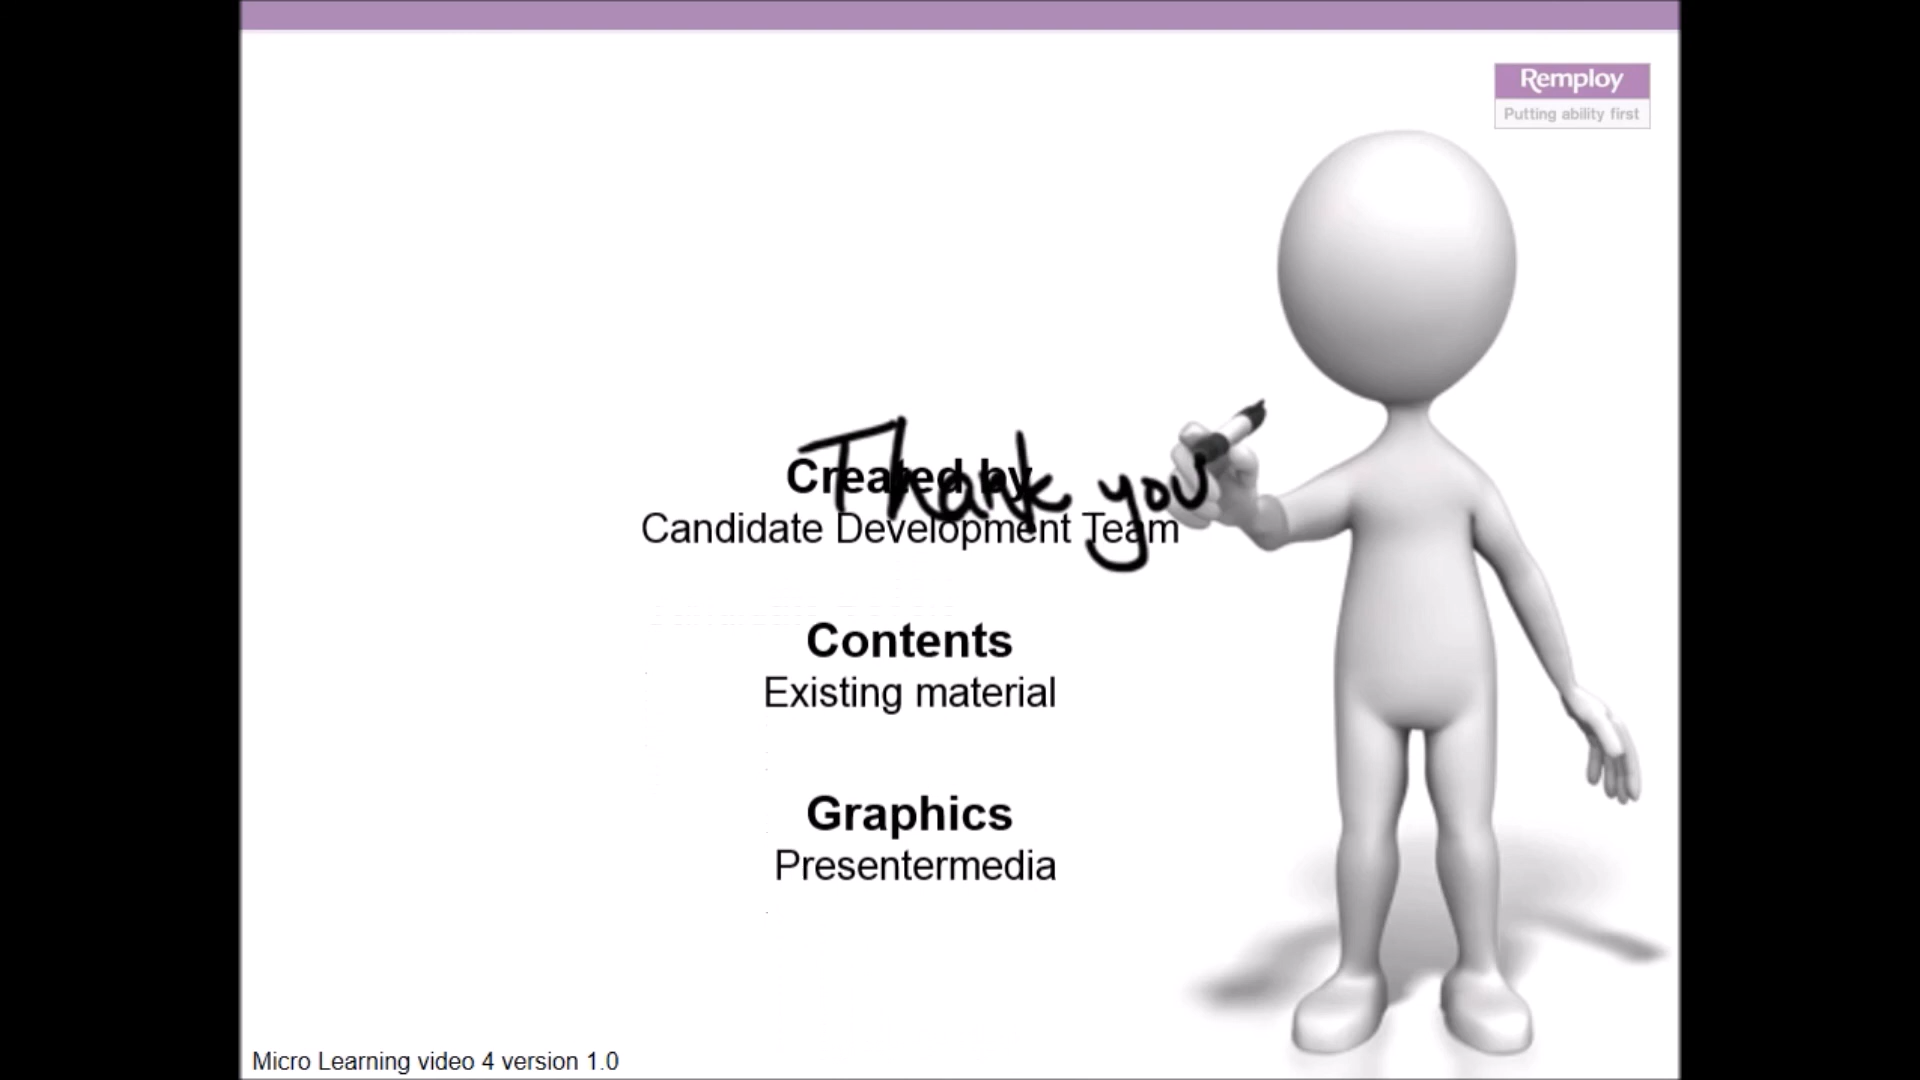 Remploy
Putting ability first
Thank you
Created by
Candidate Development Team
Contents
Existing material
Graphics
Presentermedia
Micro Learning video 4 version 1.0